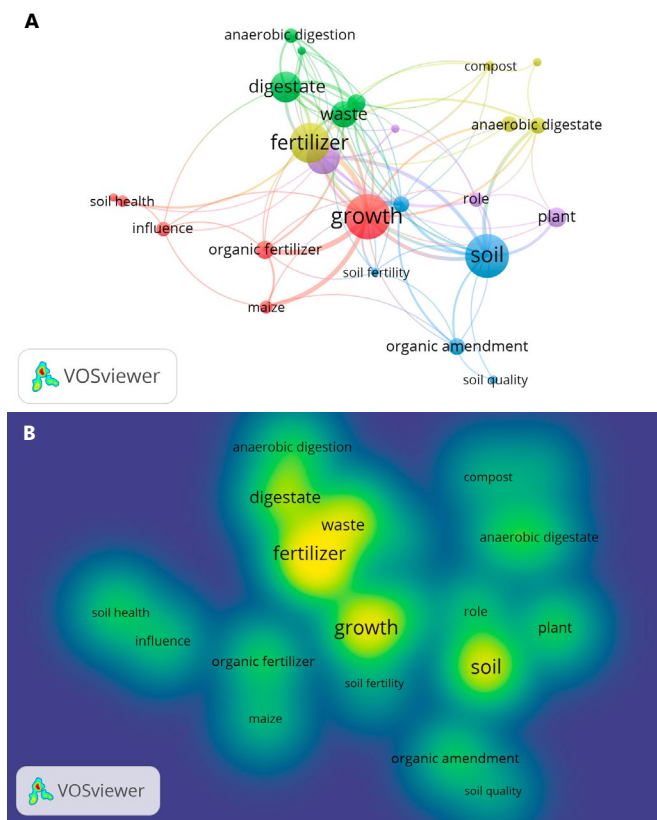 A
anaerobic digestion
compost
digestate
waste
anaerobic digestate
fertilizer
soil health
role
growth
plant
influence
organic fertilizer
soil
soil fertility
maize
organic amendment
VOSviewer
soil quality
B
anaerobic digestion
compost
digestate
waste
anaerobic digestate
fertilizer
soil health
role
growth
plant
influence
organic fertilizer
soil
soil fertility
maize
organic amendment
VOSviewer
soil quality